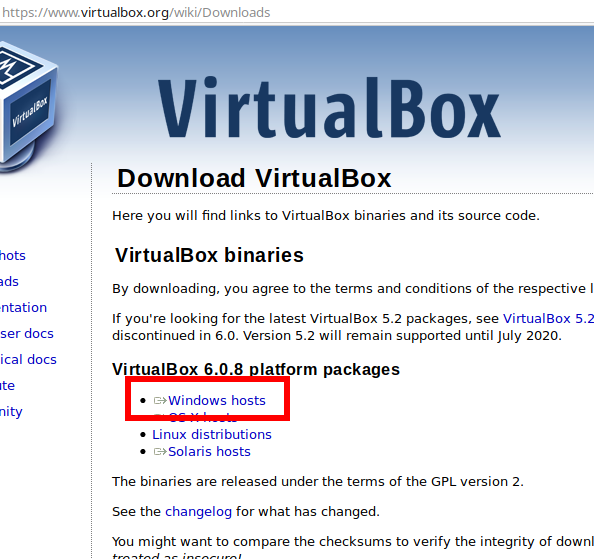 https://www.virtualbox.org/wiki/Downloads
VirtualBox
VirtualBox
Download VirtualBox
Here you will find links to VirtualBox binaries and its source code.
hots
ads
entation
ser docs
ical docs
ute
nity
VirtualBox binaries
By downloading, you agree to the terms and conditions of the respective l
If you're looking for the latest VirtualBox 5.2 packages, see VirtualBox 5.2
discontinued in 6.0. Version 5.2 will remain supported until July 2020.
VirtualBox 6.0.8 platform packages
Windows hosts
OS X hosts
Linux distributions
Solaris hosts
The binaries are released under the terms of the GPL version 2.
See the changelog for what has changed.
You might want to compare the checksums to verify the integrity of downl
treated as insecure!